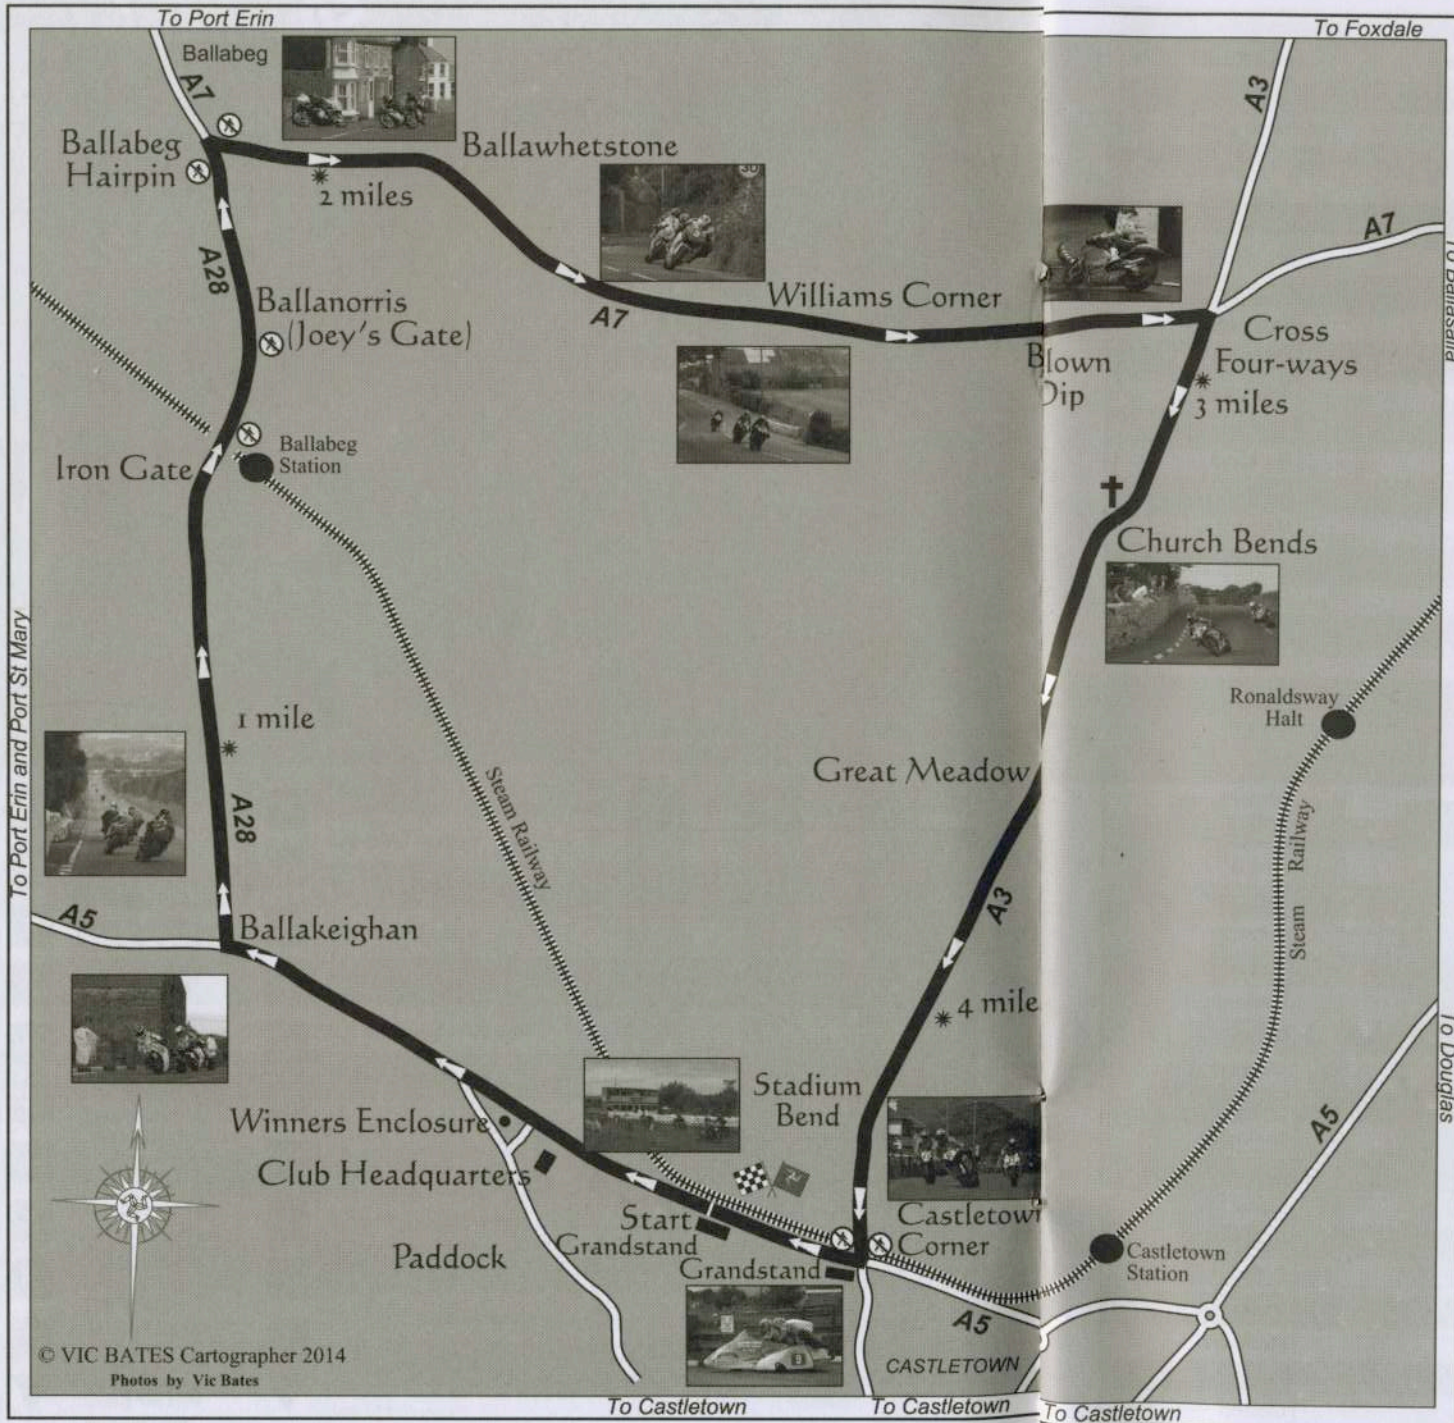 To Port Erin
To Foxdale
Ballabeg
A7
A3
Ballabeg
Hairpin
Ballawhetstone
2 miles
30
A7
To Ballasalla
A28
Ballanorris
(Joey's Gate)
A7
Williams Corner
Blown
Dip
Cross
Four-ways
3 miles
Iron Gate
Ballabeg
Station
Church Bends
To Port Erin and Port St Mary
1 mile
Ronaldsway
Halt
Great Meadow
Steam Railway
Steam Railway
A28
A3
A5
Ballakeighan
4 mile
To Douglas
A5
Stadium
Bend
Winners Enclosure
Club Headquarters
Start
Grandstand
Castletow
Corner
Paddock
Grandstand
Castletown
Station
A5
CASTLETOWN
© VIC BATES Cartographer 2014
Photos by Vic Bates
To Castletown
To Castletown
To Castletown